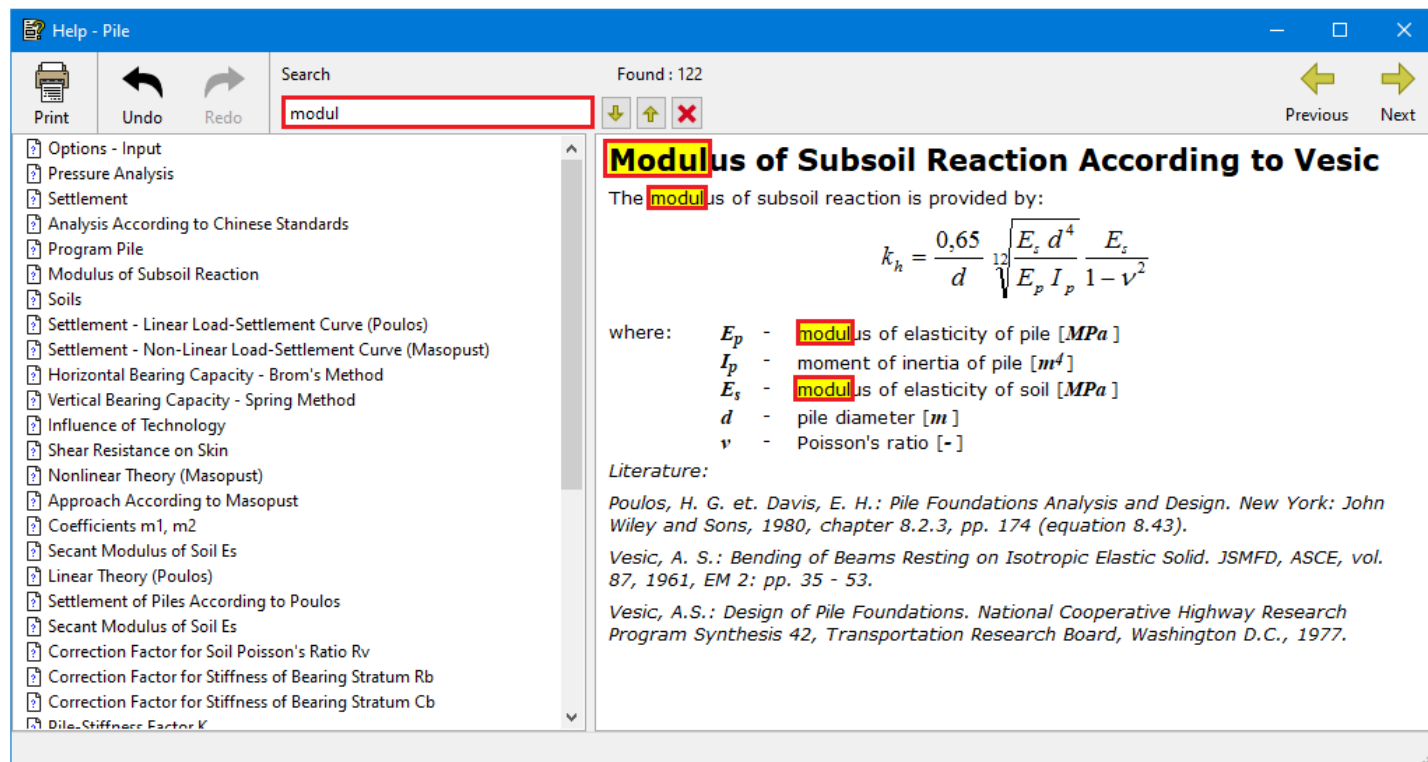 Help - Pile
Print
Undo
Redo
Search
modul
Found : 122
Previous
Next
Options - Input
Pressure Analysis
Settlement
Analysis According to Chinese Standards
Program Pile
Modulus of Subsoil Reaction
Soils
Settlement - Linear Load-Settlement Curve (Poulos)
Settlement - Non-Linear Load-Settlement Curve (Masopust)
Horizontal Bearing Capacity - Brom's Method
Vertical Bearing Capacity - Spring Method
Influence of Technology
Shear Resistance on Skin
Nonlinear Theory (Masopust)
Approach According to Masopust
Coefficients m1, m2
Secant Modulus of Soil Es
Linear Theory (Poulos)
Settlement of Piles According to Poulos
Secant Modulus of Soil Es
Correction Factor for Soil Poisson's Ratio Rv
Correction Factor for Stiffness of Bearing Stratum Rb
Correction Factor for Stiffness of Bearing Stratum Cb
Pile-Stiffness Factor K
Modulus of Subsoil Reaction According to Vesic
The modulus of subsoil reaction is provided by:
k_h = 0,65/d ¹²√(E_s d⁴ / E_p I_p) E_s / (1 − ν²)
where: E_p - modulus of elasticity of pile [MPa ]
I_p - moment of inertia of pile [m⁴ ]
E_s - modulus of elasticity of soil [MPa ]
d - pile diameter [m ]
ν - Poisson's ratio [- ]
Literature:
Poulos, H. G. et. Davis, E. H.: Pile Foundations Analysis and Design. New York: John
Wiley and Sons, 1980, chapter 8.2.3, pp. 174 (equation 8.43).
Vesic, A. S.: Bending of Beams Resting on Isotropic Elastic Solid. JSMFD, ASCE, vol.
87, 1961, EM 2: pp. 35 - 53.
Vesic, A.S.: Design of Pile Foundations. National Cooperative Highway Research
Program Synthesis 42, Transportation Research Board, Washington D.C., 1977.